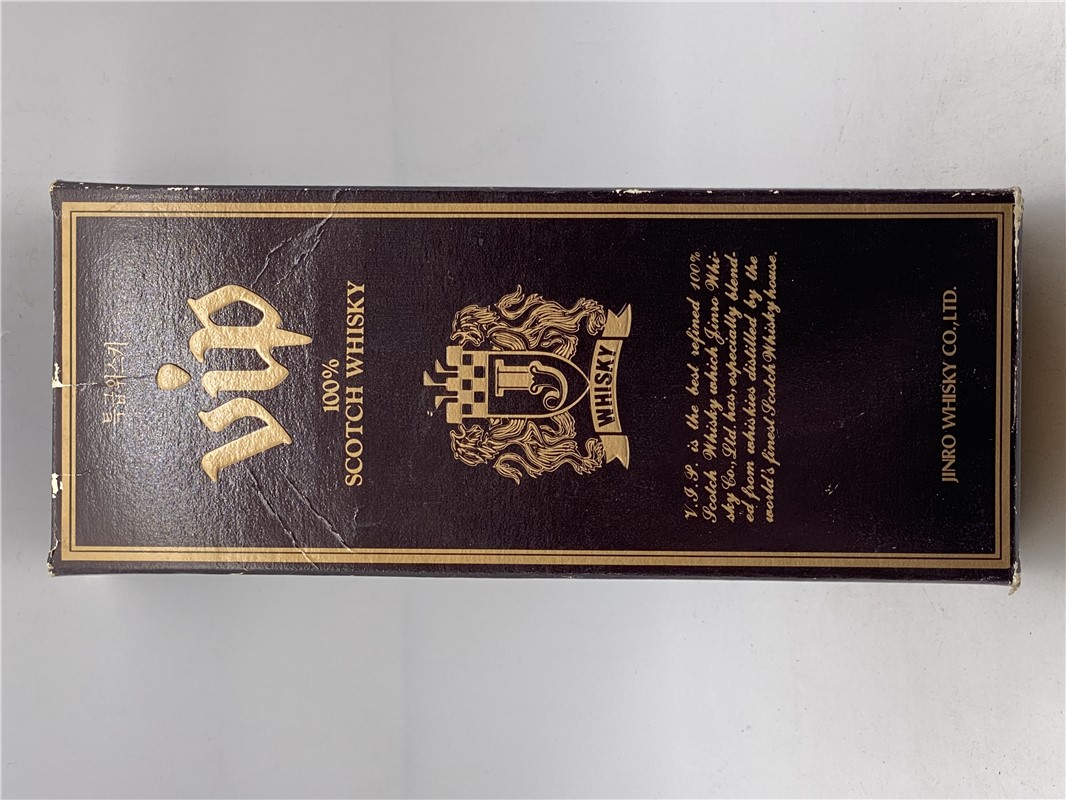 특급위스키
vip
100%
SCOTCH WHISKY
J
WHISKY
V.I.P. is the best refined 100%
Scotch Whisky which Jinro Whi-
sky Co., Ltd. has, especially blend-
ed from whiskies distilled by the
world's finest Scotch Whisky house.
JINRO WHISKY CO.,LTD.